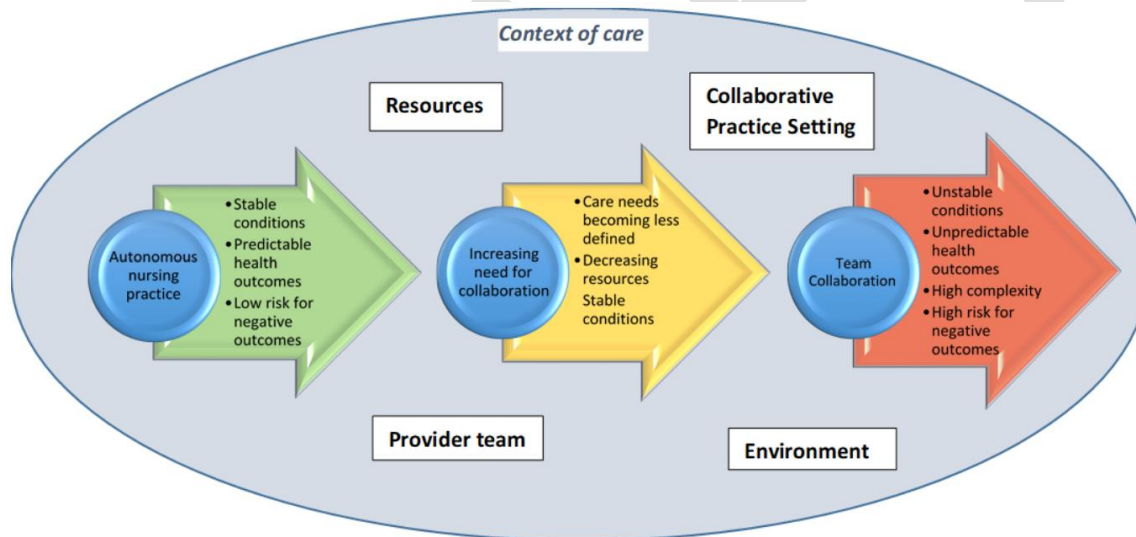 Context of care
Resources
Collaborative
Practice Setting
Autonomous
nursing
practice
•Stable
conditions
•Predictable
health
outcomes
•Low risk for
negative
outcomes
Increasing
need for
collaboration
•Care needs
becoming less
defined
•Decreasing
resources
Stable
conditions
Team
Collaboration
•Unstable
conditions
•Unpredictable
health
outcomes
•High complexity
•High risk for
negative
outcomes
Provider team
Environment